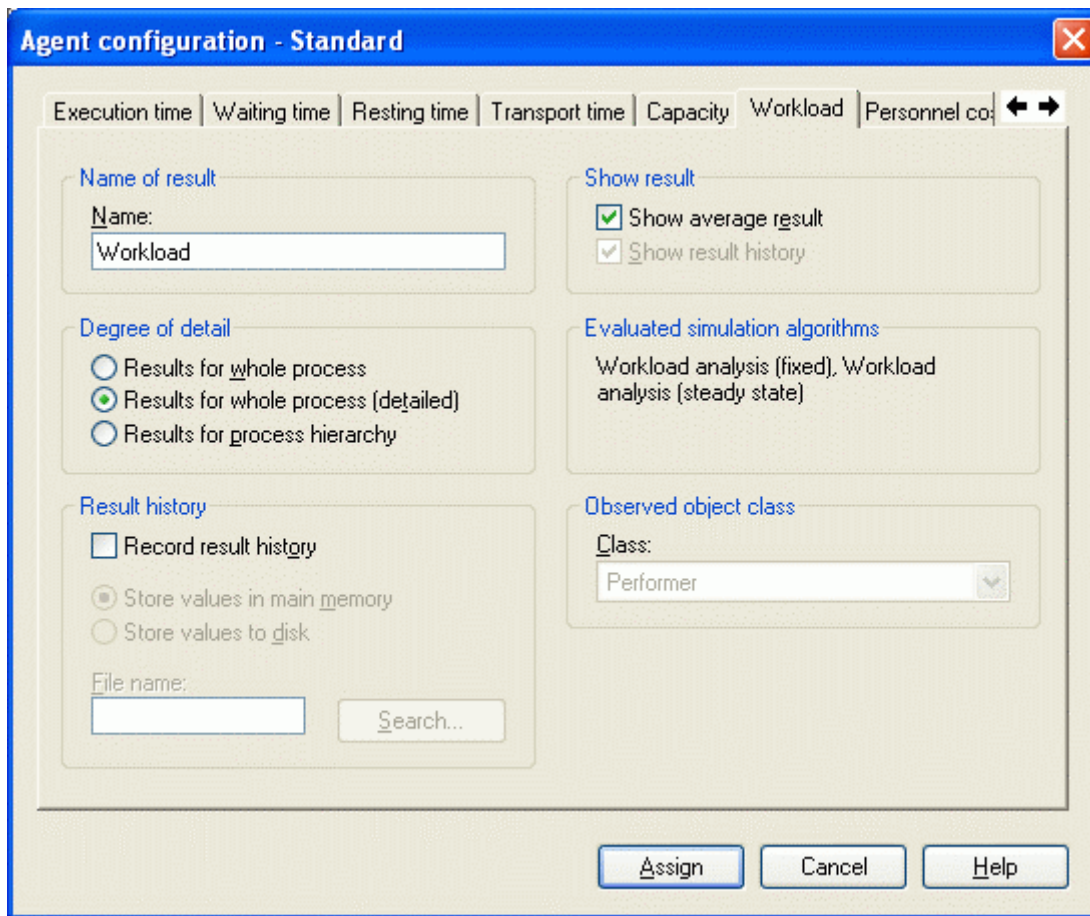 Agent configuration - Standard
Execution time Waiting time Resting time Transport time Capacity Workload Personnel cos
Name of result
Name:
Workload
Show result
Show average result
Show result history
Degree of detail
Results for whole process
Results for whole process (detailed)
Results for process hierarchy
Evaluated simulation algorithms
Workload analysis (fixed), Workload
analysis (steady state)
Result history
Record result history
Store values in main memory
Store values to disk
File name:
Search...
Observed object class
Class:
Performer
Assign Cancel Help